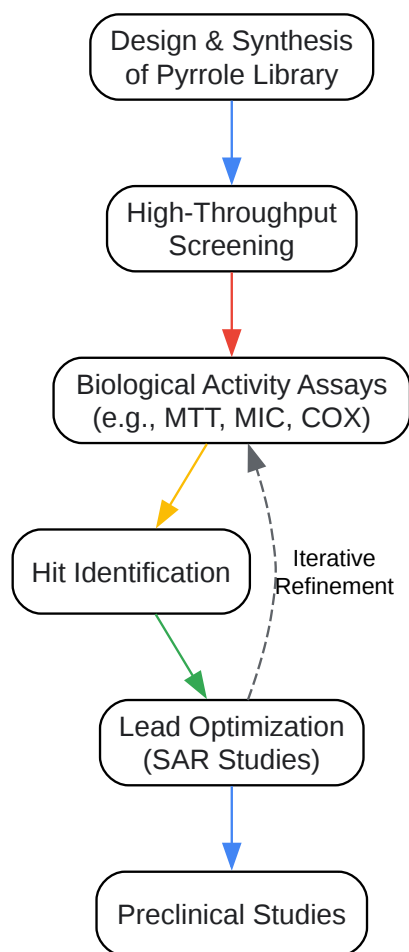 Design & Synthesis
of Pyrrole Library
High-Throughput
Screening
Biological Activity Assays
(e.g., MTT, MIC, COX)
Hit Identification
Iterative
Refinement
Lead Optimization
(SAR Studies)
Preclinical Studies